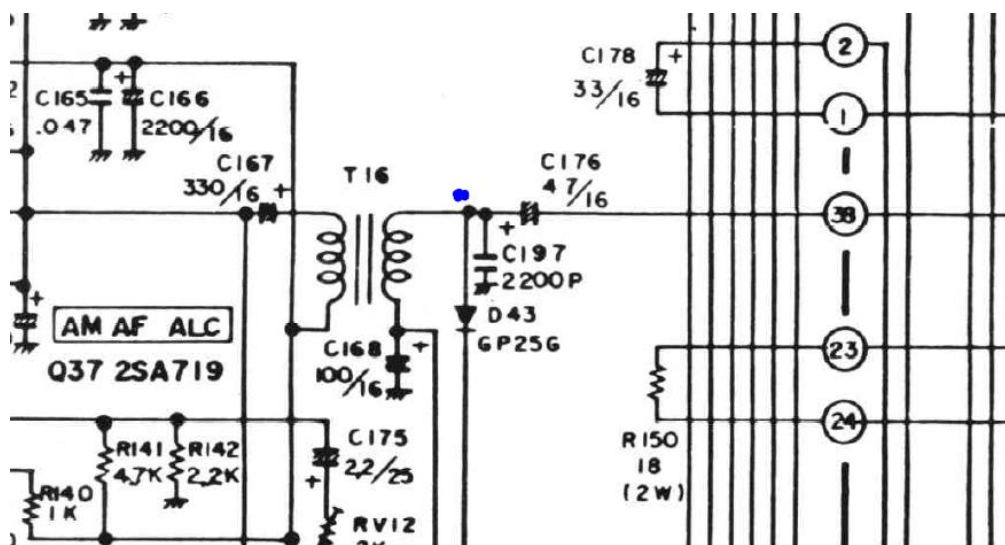 C178
33/16
+
2
1
C165
.047
+
C166
2200/16
C167
330/16
+
T16
C176
47/16
+
38
C197
2200P
D43
GP25G
+
AM AF ALC
Q37 2SA719
C168
100/16
+
23
24
R150
18
(2W)
C175
2.2/25
+
R141
4.7K
R142
2.2K
R140
1K
RV12